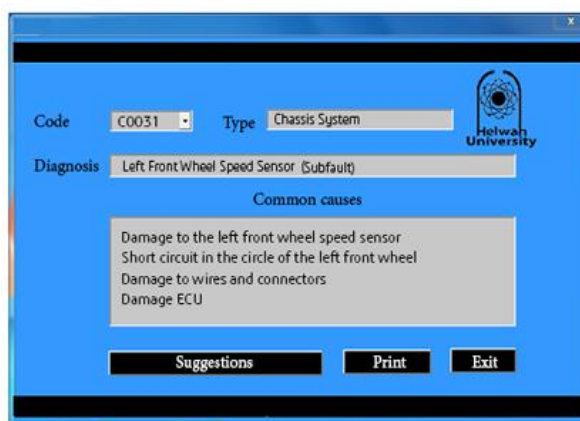 x
Helwan
University
Code
C0031
Type
Chassis System
Diagnosis
Left Front Wheel Speed Sensor (Subfault)
Common causes
Damage to the left front wheel speed sensor
Short circuit in the circle of the left front wheel
Damage to wires and connectors
Damage ECU
Suggestions
Print
Exit